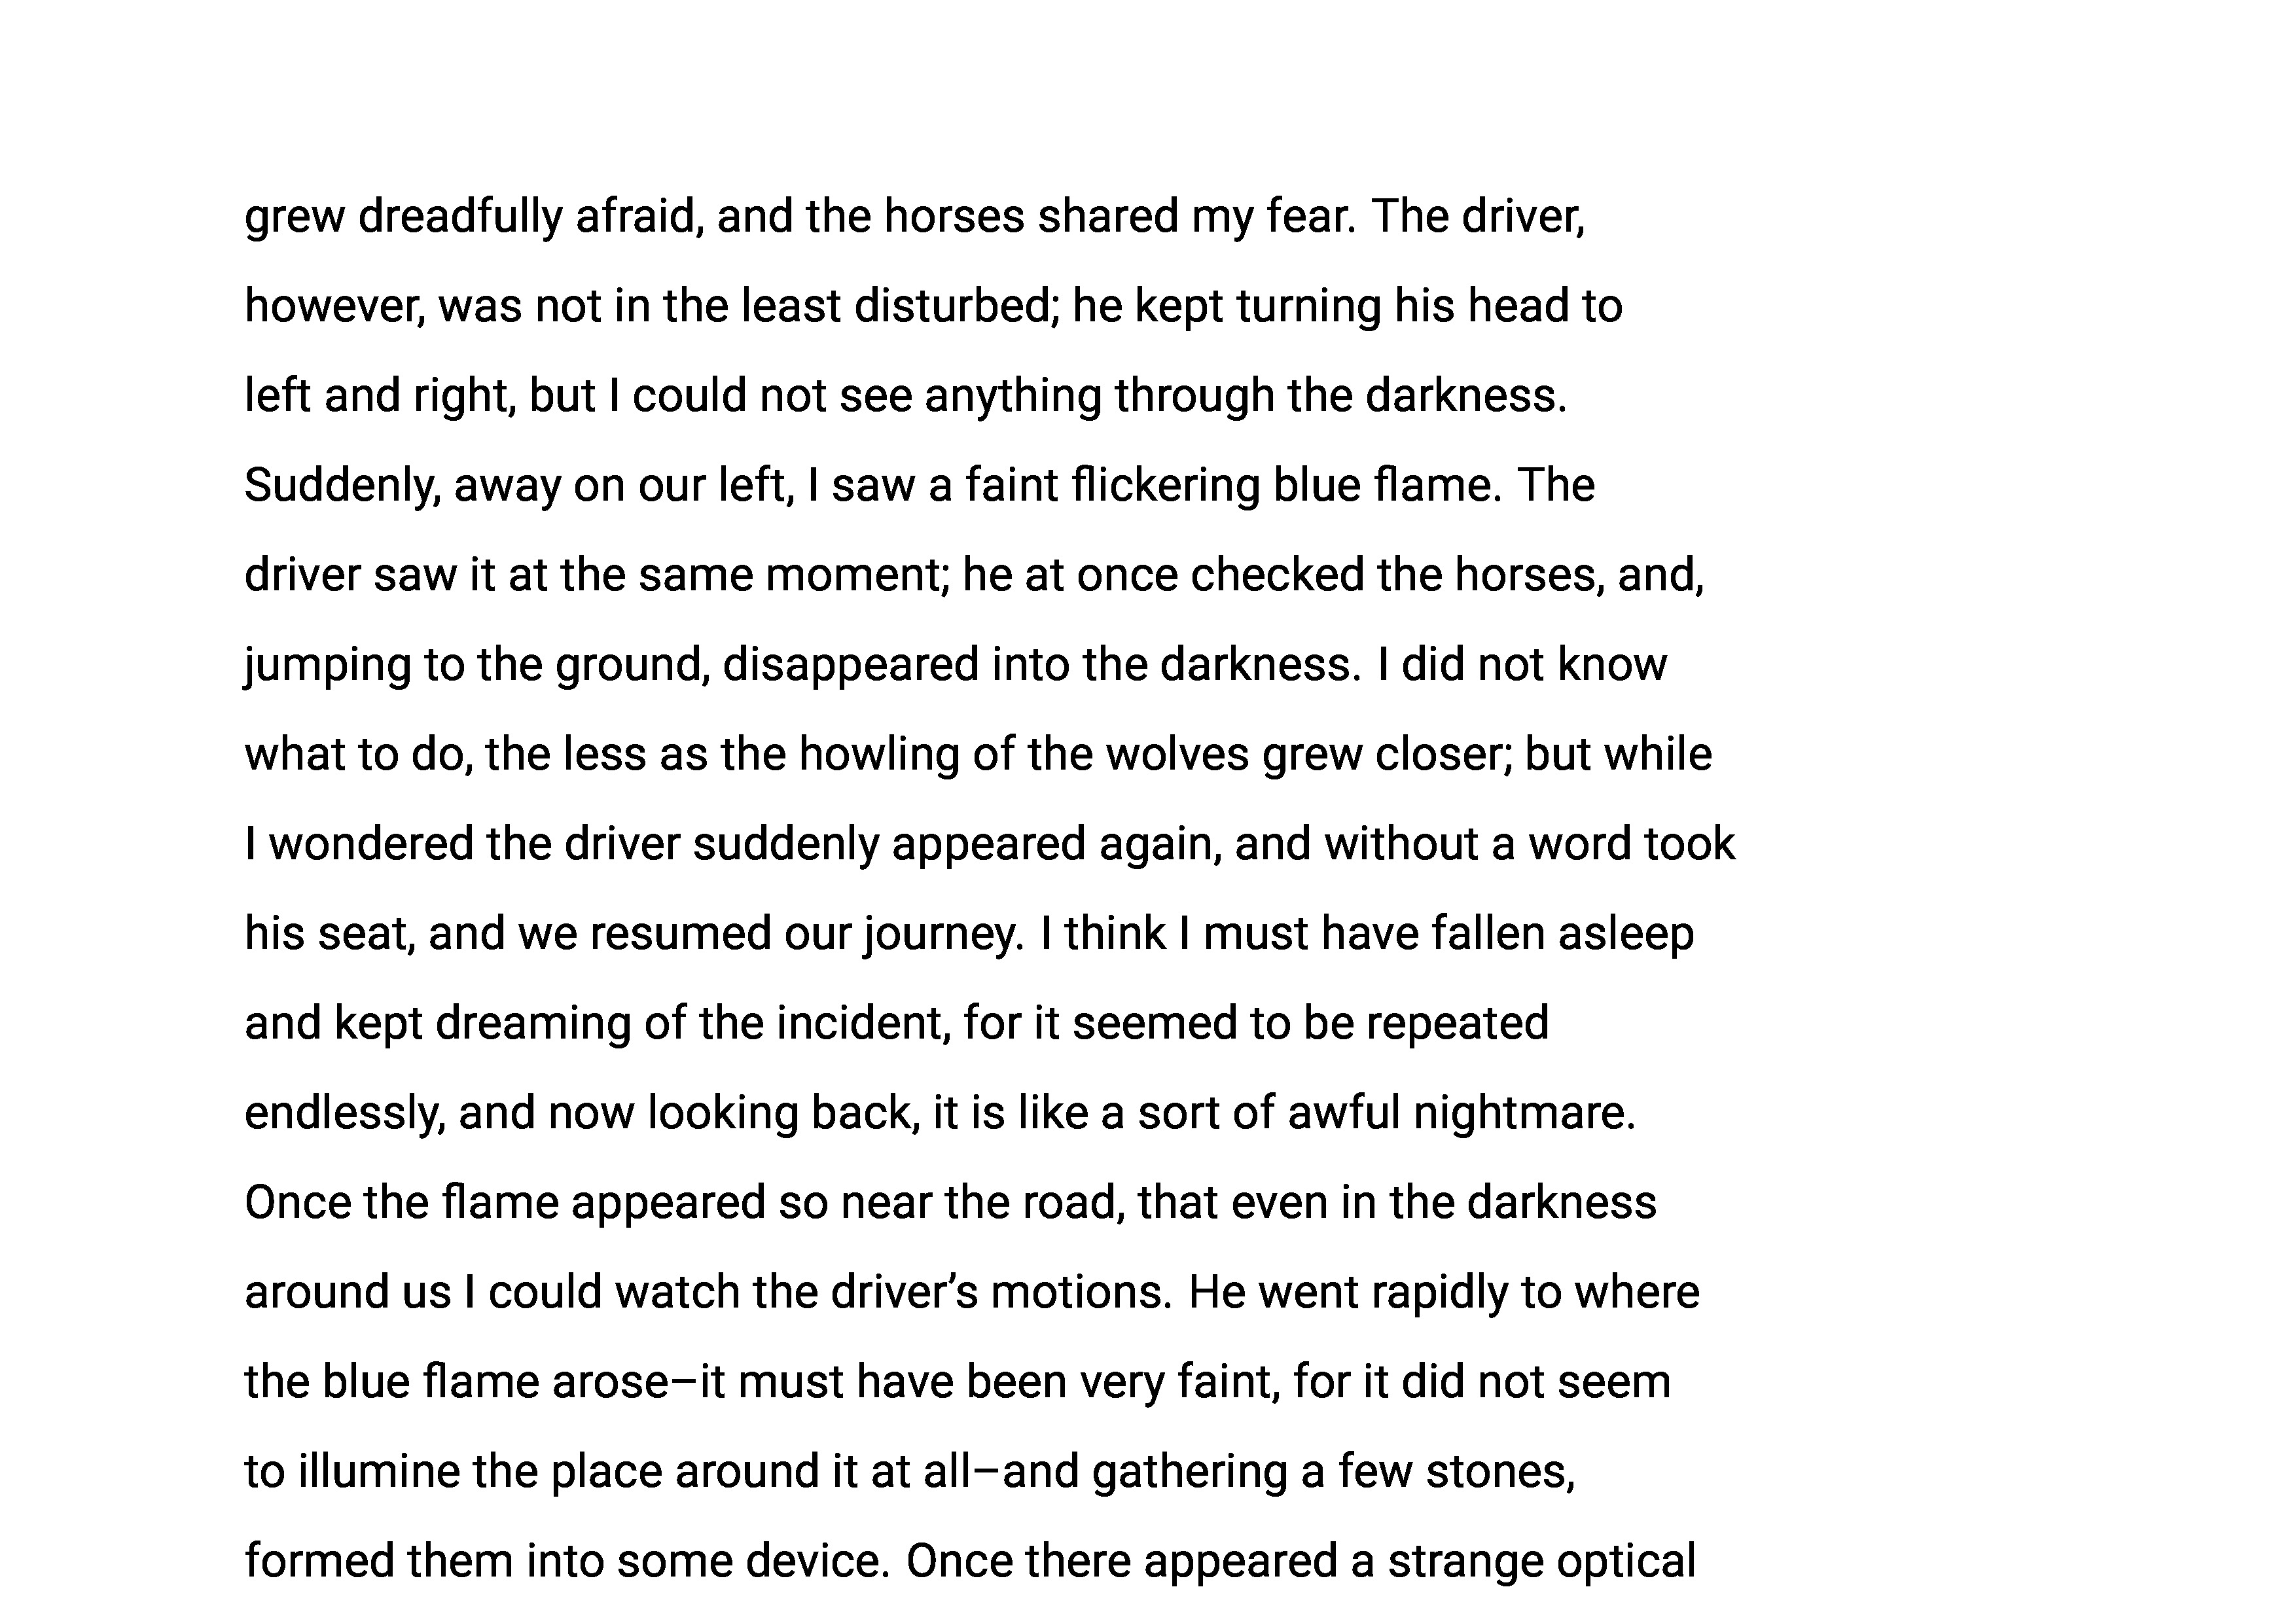 grew dreadfully afraid, and the horses shared my fear. The driver,
however, was not in the least disturbed; he kept turning his head to
left and right, but I could not see anything through the darkness.
Suddenly, away on our left, I saw a faint flickering blue flame. The
driver saw it at the same moment; he at once checked the horses, and,
jumping to the ground, disappeared into the darkness. I did not know
what to do, the less as the howling of the wolves grew closer; but while
I wondered the driver suddenly appeared again, and without a word took
his seat, and we resumed our journey. I think I must have fallen asleep
and kept dreaming of the incident, for it seemed to be repeated
endlessly, and now looking back, it is like a sort of awful nightmare.
Once the flame appeared so near the road, that even in the darkness
around us I could watch the driver’s motions. He went rapidly to where
the blue flame arose–it must have been very faint, for it did not seem
to illumine the place around it at all–and gathering a few stones,
formed them into some device. Once there appeared a strange optical